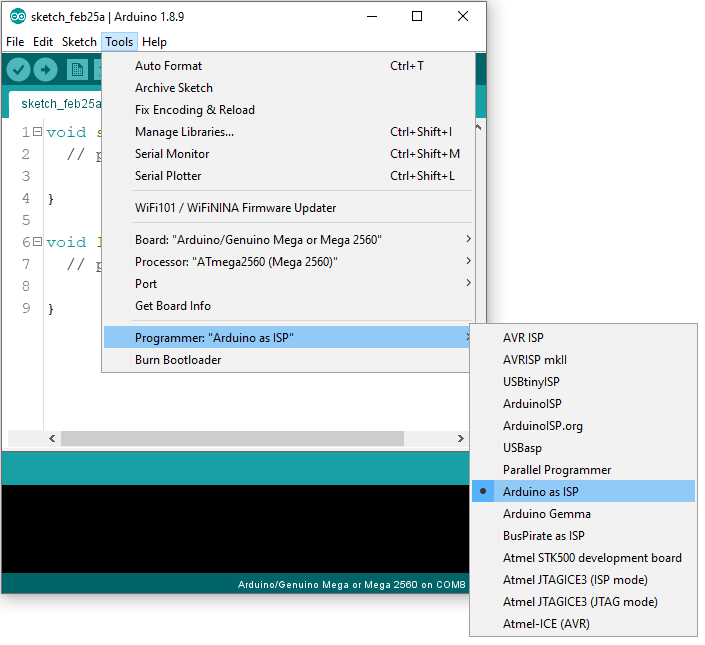 sketch_feb25a | Arduino 1.8.9
File Edit Sketch Tools Help
Auto Format Ctrl+T
Archive Sketch
Fix Encoding & Reload
Manage Libraries... Ctrl+Shift+I
Serial Monitor Ctrl+Shift+M
Serial Plotter Ctrl+Shift+L
WiFi101 / WiFiNINA Firmware Updater
Board: "Arduino/Genuino Mega or Mega 2560"
Processor: "ATmega2560 (Mega 2560)"
Port
Get Board Info
Programmer: "Arduino as ISP"
Burn Bootloader
sketch_feb25a
1 void s
2 // p
3
4 }
5
6 void l
7 // p
8
9 }
AVR ISP
AVRISP mkII
USBtinyISP
ArduinoISP
ArduinoISP.org
USBasp
Parallel Programmer
Arduino as ISP
Arduino Gemma
BusPirate as ISP
Atmel STK500 development board
Atmel JTAGICE3 (ISP mode)
Atmel JTAGICE3 (JTAG mode)
Atmel-ICE (AVR)
Arduino/Genuino Mega or Mega 2560 on COM8